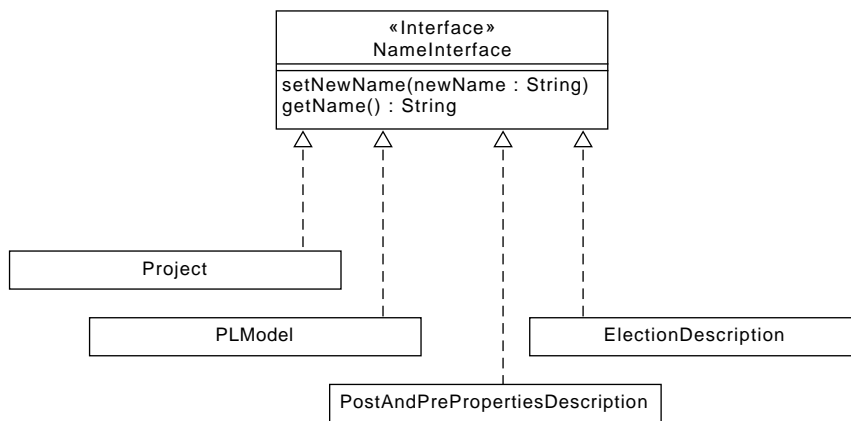 «Interface»
NameInterface
setNewName(newName : String)
getName() : String
Project
PLModel
ElectionDescription
PostAndPrePropertiesDescription